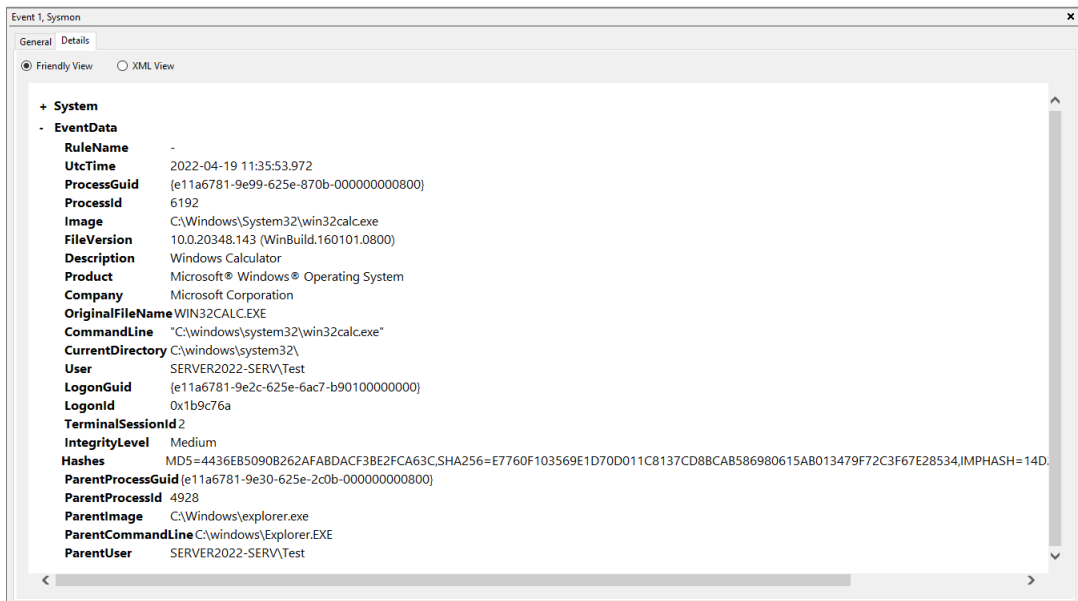 Event 1, Sysmon
General Details
Friendly View XML View
+ System
- EventData
RuleName -
UtcTime 2022-04-19 11:35:53.972
ProcessGuid {e11a6781-9e99-625e-870b-000000000800}
ProcessId 6192
Image C:\Windows\System32\win32calc.exe
FileVersion 10.0.20348.143 (WinBuild.160101.0800)
Description Windows Calculator
Product Microsoft® Windows® Operating System
Company Microsoft Corporation
OriginalFileName WIN32CALC.EXE
CommandLine "C:\windows\system32\win32calc.exe"
CurrentDirectory C:\windows\system32\
User SERVER2022-SERV\Test
LogonGuid {e11a6781-9e2c-625e-6ac7-b90100000000}
LogonId 0x1b9c76a
TerminalSessionId 2
IntegrityLevel Medium
Hashes MD5=4436EB5090B262AFABDACF3BE2FCA63C,SHA256=E7760F103569E1D70D011C8137CD8BCAB586980615AB013479F72C3F67E28534,IMPHASH=14D
ParentProcessGuid {e11a6781-9e30-625e-2c0b-000000000800}
ParentProcessId 4928
ParentImage C:\Windows\explorer.exe
ParentCommandLine C:\windows\Explorer.EXE
ParentUser SERVER2022-SERV\Test